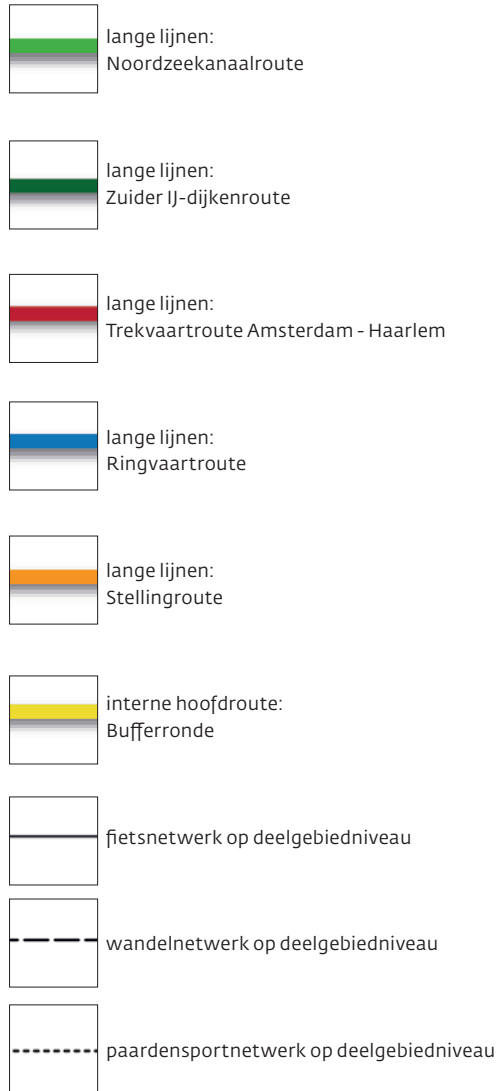 lange lijnen:
Noordzeekanaalroute
lange lijnen:
Zuider IJ-dijkenroute
lange lijnen:
Trekvaartroute Amsterdam - Haarlem
lange lijnen:
Ringvaartroute
lange lijnen:
Stellingroute
interne hoofdroute:
Bufferronde
fietsnetwerk op deelgebiedniveau
wandelnetwerk op deelgebiedniveau
paardensportnetwerk op deelgebiedniveau